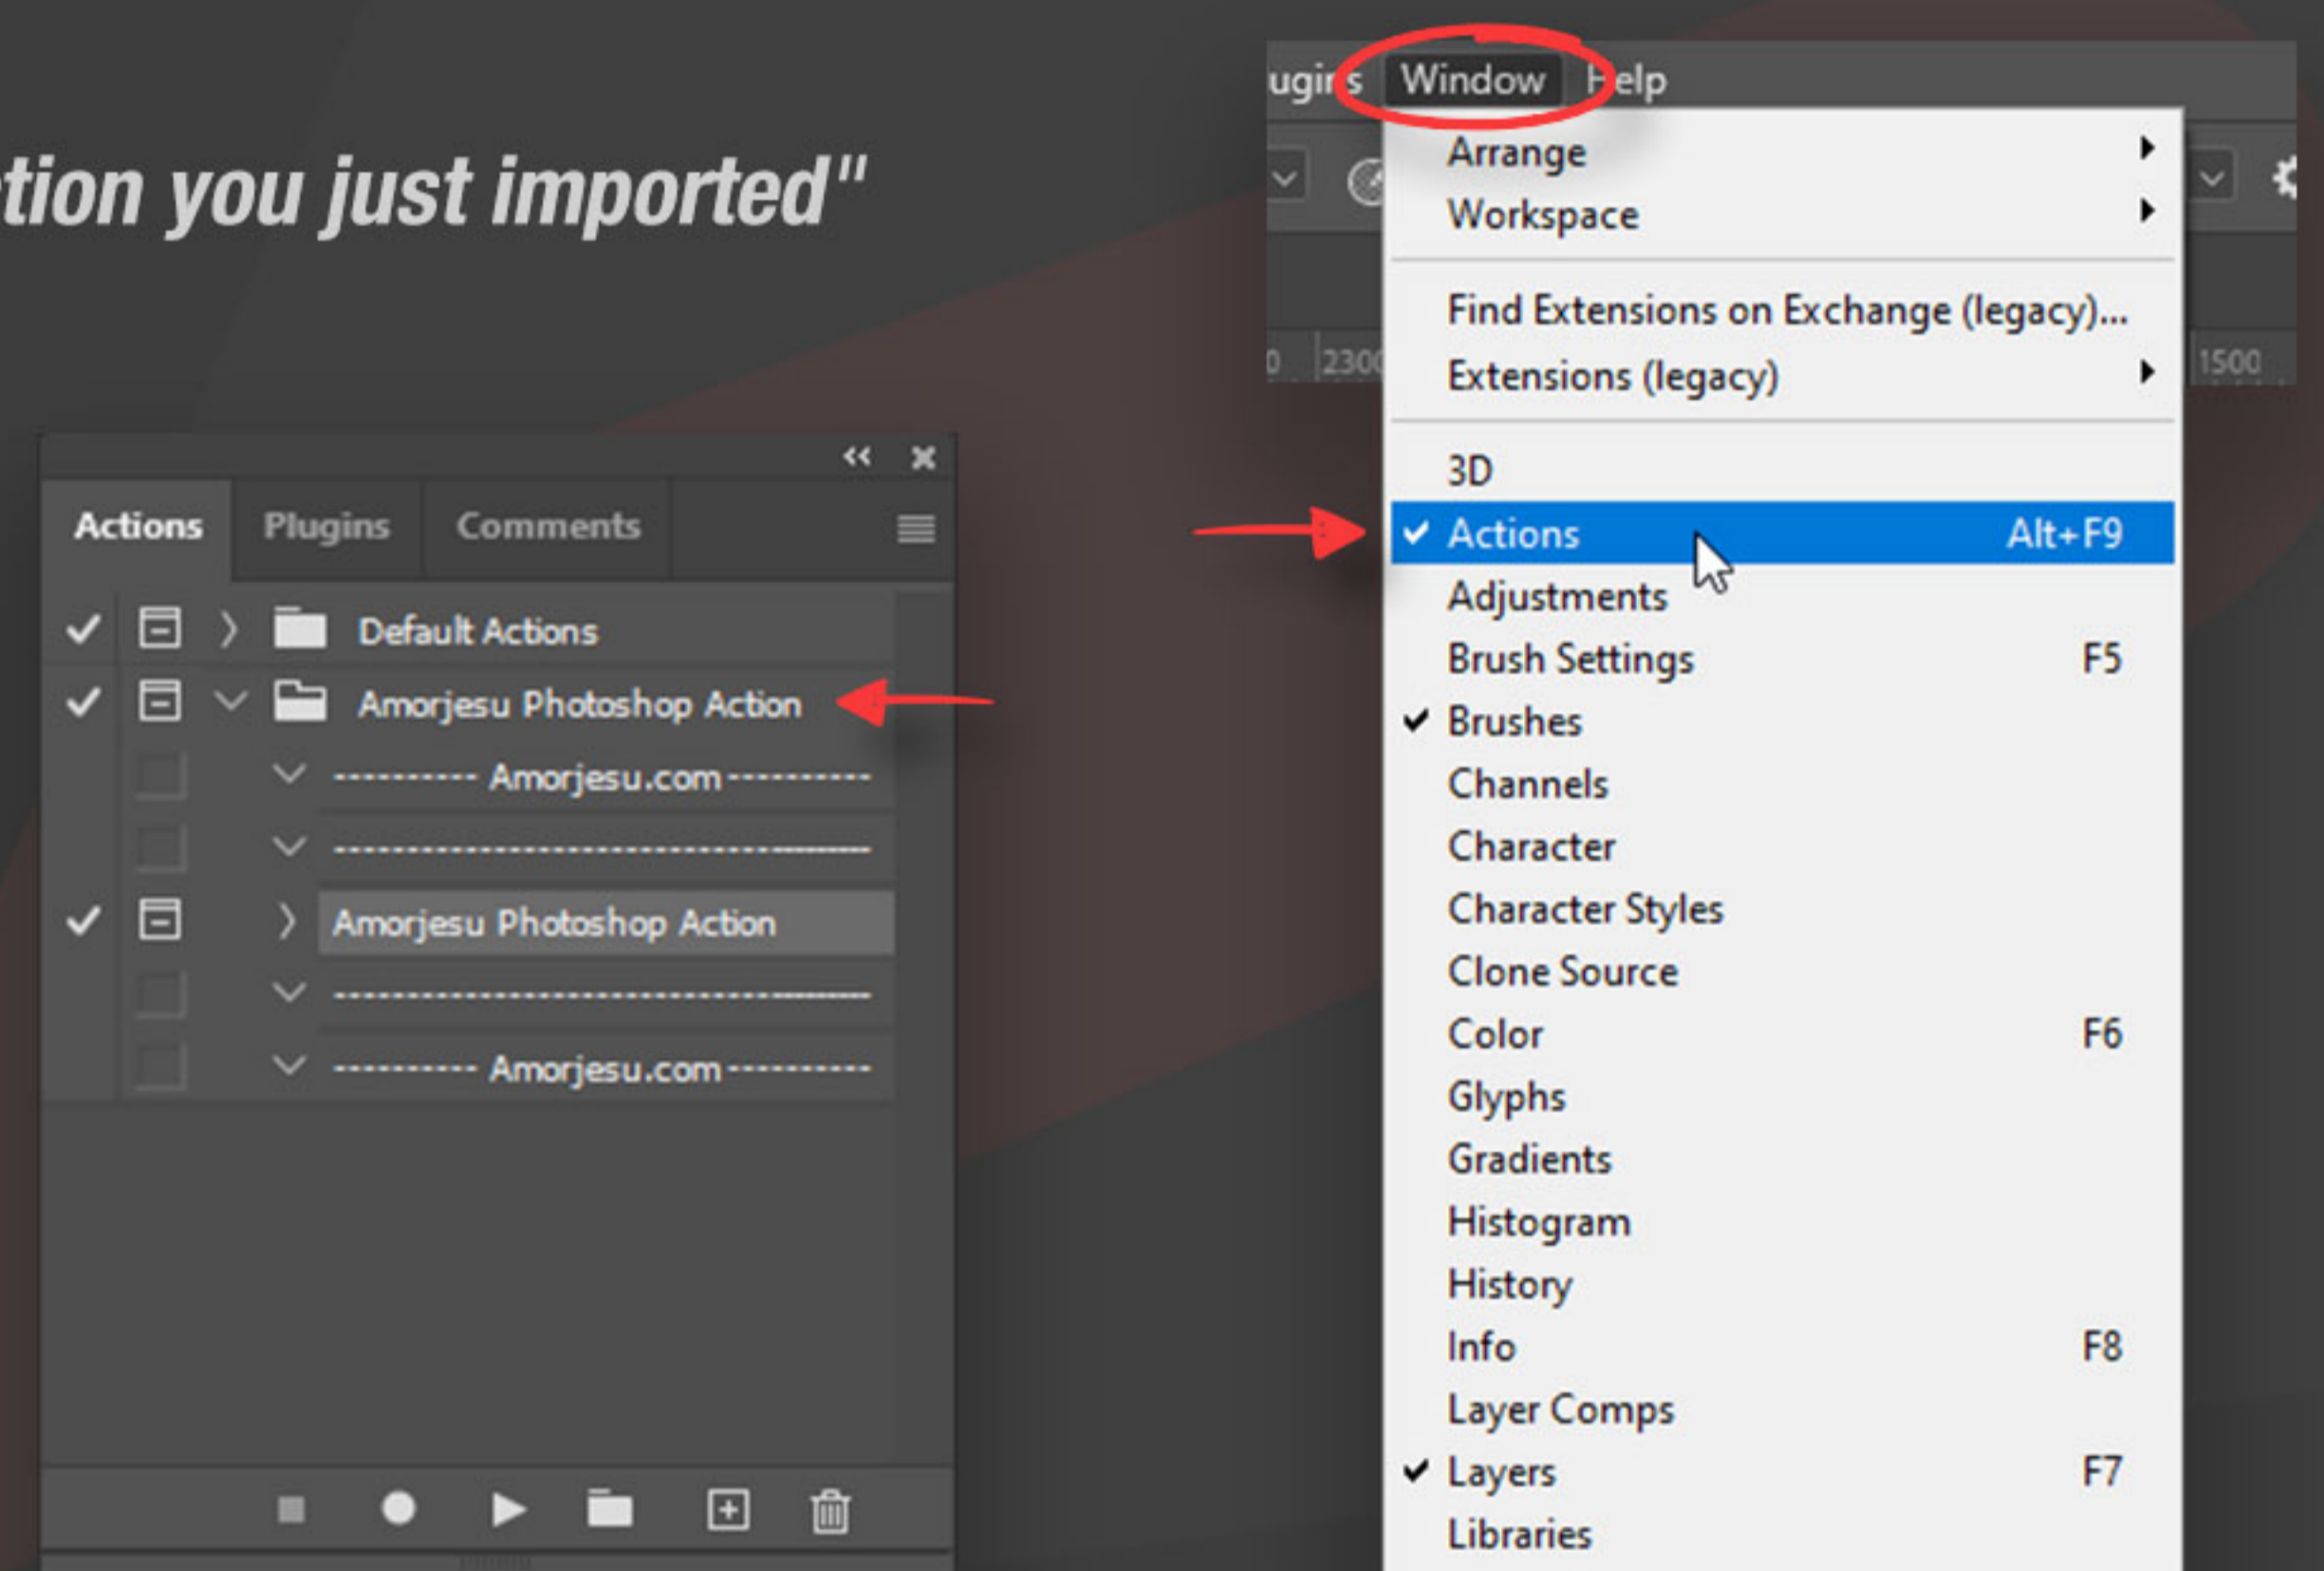 tion you just imported"
Actions Plugins Comments
Default Actions
Amorjesu Photoshop Action
---------- Amorjesu.com ----------
Amorjesu Photoshop Action
---------- Amorjesu.com ----------
ugins Window Help
Arrange
Workspace
Find Extensions on Exchange (legacy)...
Extensions (legacy)
0 2300 1500
3D
Actions Alt+F9
Adjustments
Brush Settings F5
Brushes
Channels
Character
Character Styles
Clone Source
Color F6
Glyphs
Gradients
Histogram
History
Info F8
Layer Comps
Layers F7
Libraries